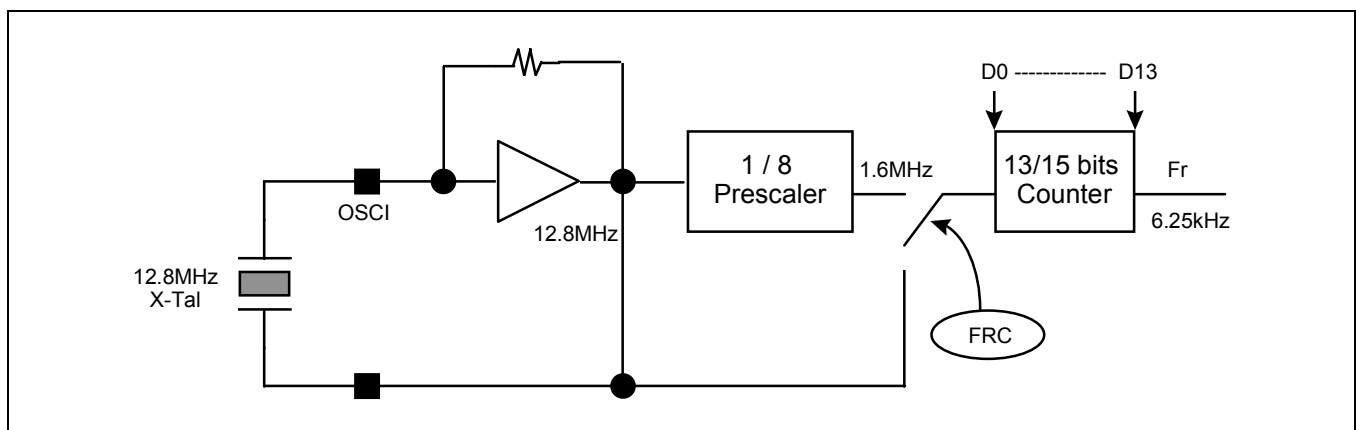 D0 ------------- D13
1 / 8
Prescaler
1.6MHz
13/15 bits
Counter
Fr
6.25kHz
OSCI
12.8MHz
12.8MHz
X-Tal
FRC